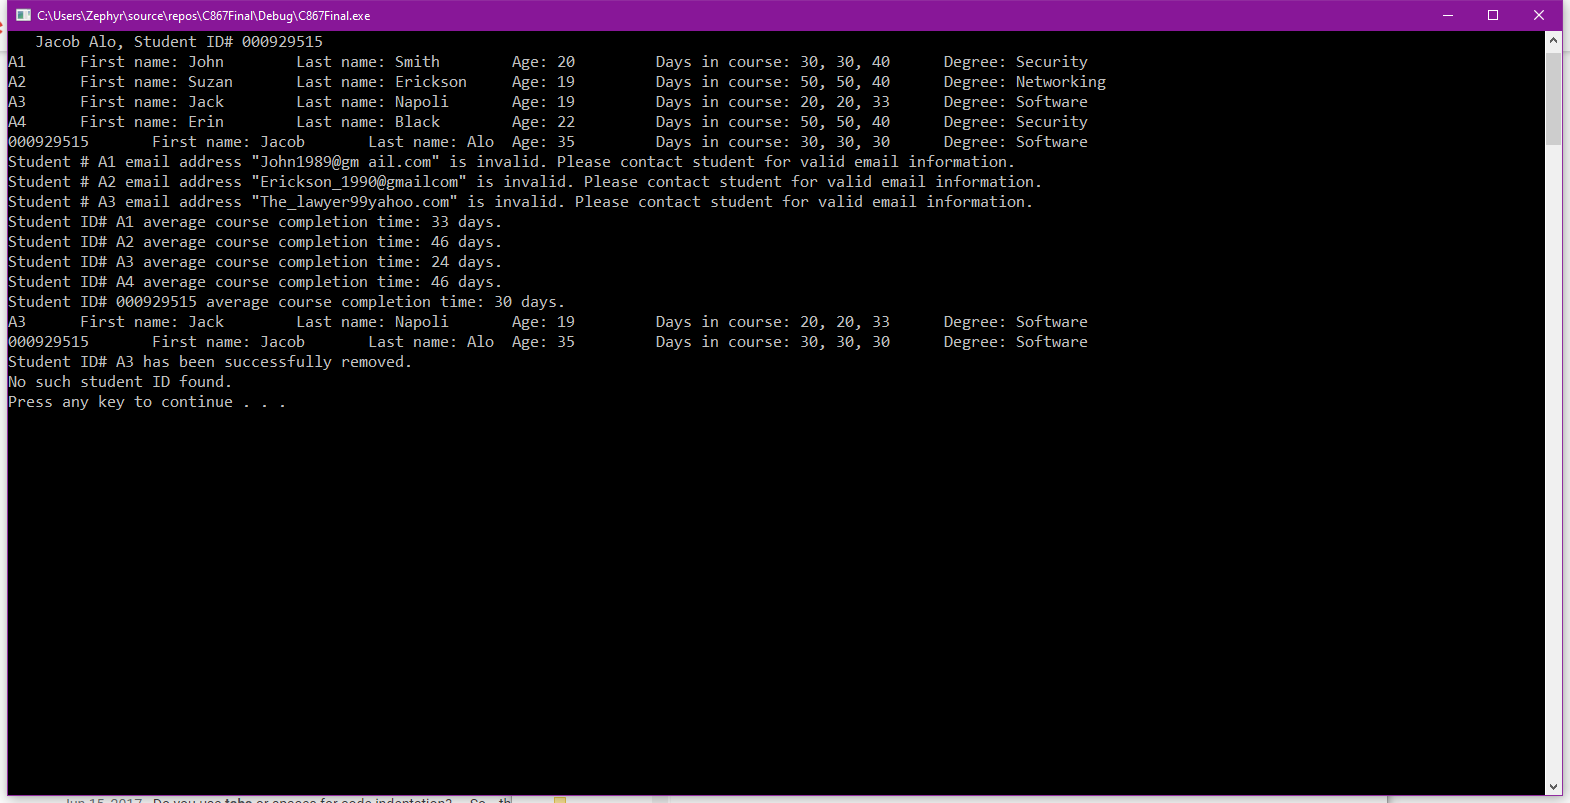 C:\Users\Zephyr\source\repos\C867Final\Debug\C867Final.exe
Jacob Alo, Student ID# 000929515
A1 First name: John Last name: Smith Age: 20 Days in course: 30, 30, 40 Degree: Security
A2 First name: Suzan Last name: Erickson Age: 19 Days in course: 50, 50, 40 Degree: Networking
A3 First name: Jack Last name: Napoli Age: 19 Days in course: 20, 20, 33 Degree: Software
A4 First name: Erin Last name: Black Age: 22 Days in course: 50, 50, 40 Degree: Security
000929515 First name: Jacob Last name: Alo Age: 35 Days in course: 30, 30, 30 Degree: Software
Student # A1 email address "John1989@gm ail.com" is invalid. Please contact student for valid email information.
Student # A2 email address "Erickson_1990@gmailcom" is invalid. Please contact student for valid email information.
Student # A3 email address "The_lawyer99yahoo.com" is invalid. Please contact student for valid email information.
Student ID# A1 average course completion time: 33 days.
Student ID# A2 average course completion time: 46 days.
Student ID# A3 average course completion time: 24 days.
Student ID# A4 average course completion time: 46 days.
Student ID# 000929515 average course completion time: 30 days.
A3 First name: Jack Last name: Napoli Age: 19 Days in course: 20, 20, 33 Degree: Software
000929515 First name: Jacob Last name: Alo Age: 35 Days in course: 30, 30, 30 Degree: Software
Student ID# A3 has been successfully removed.
No such student ID found.
Press any key to continue . . .
Jun 15, 2017 Do you use tabs or spaces for code indentation?